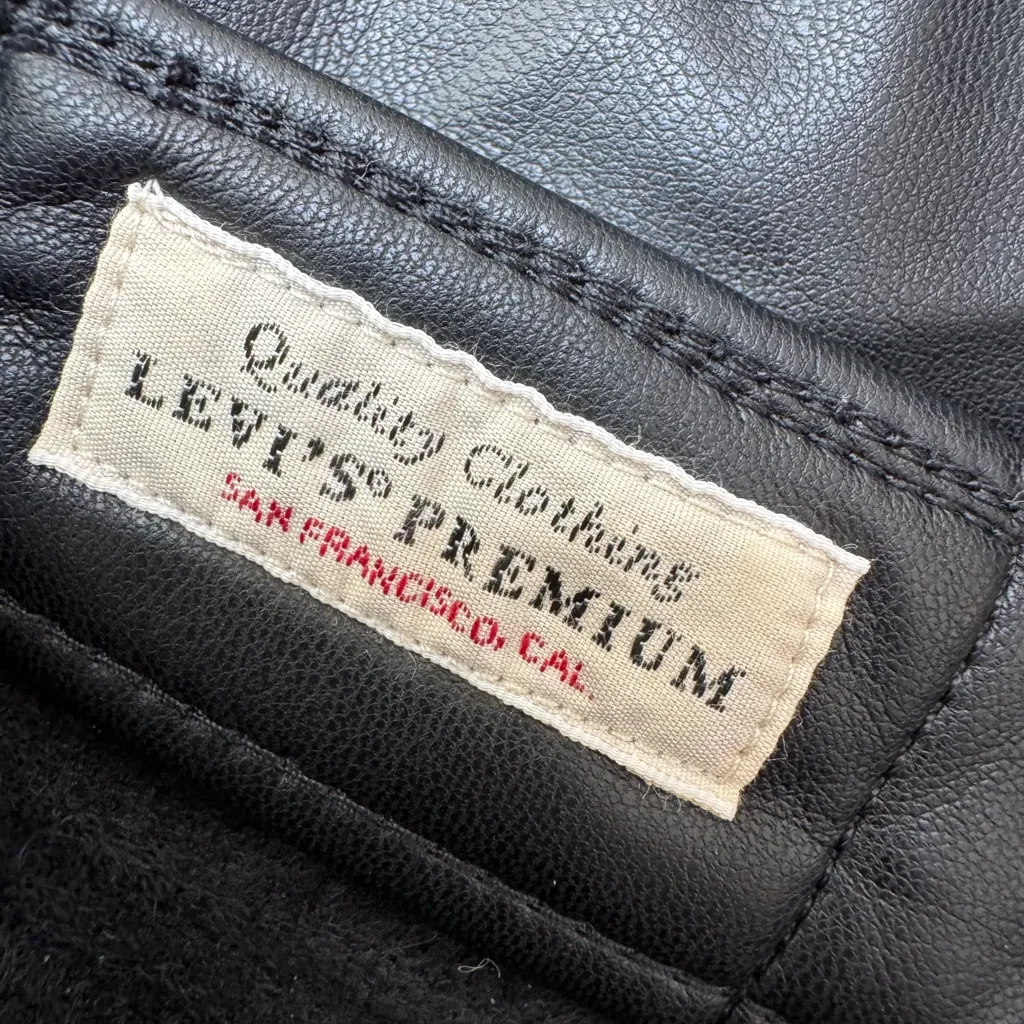 Quality Clothing
LEVI'S® PREMIUM
SAN FRANCISCO, CAL.